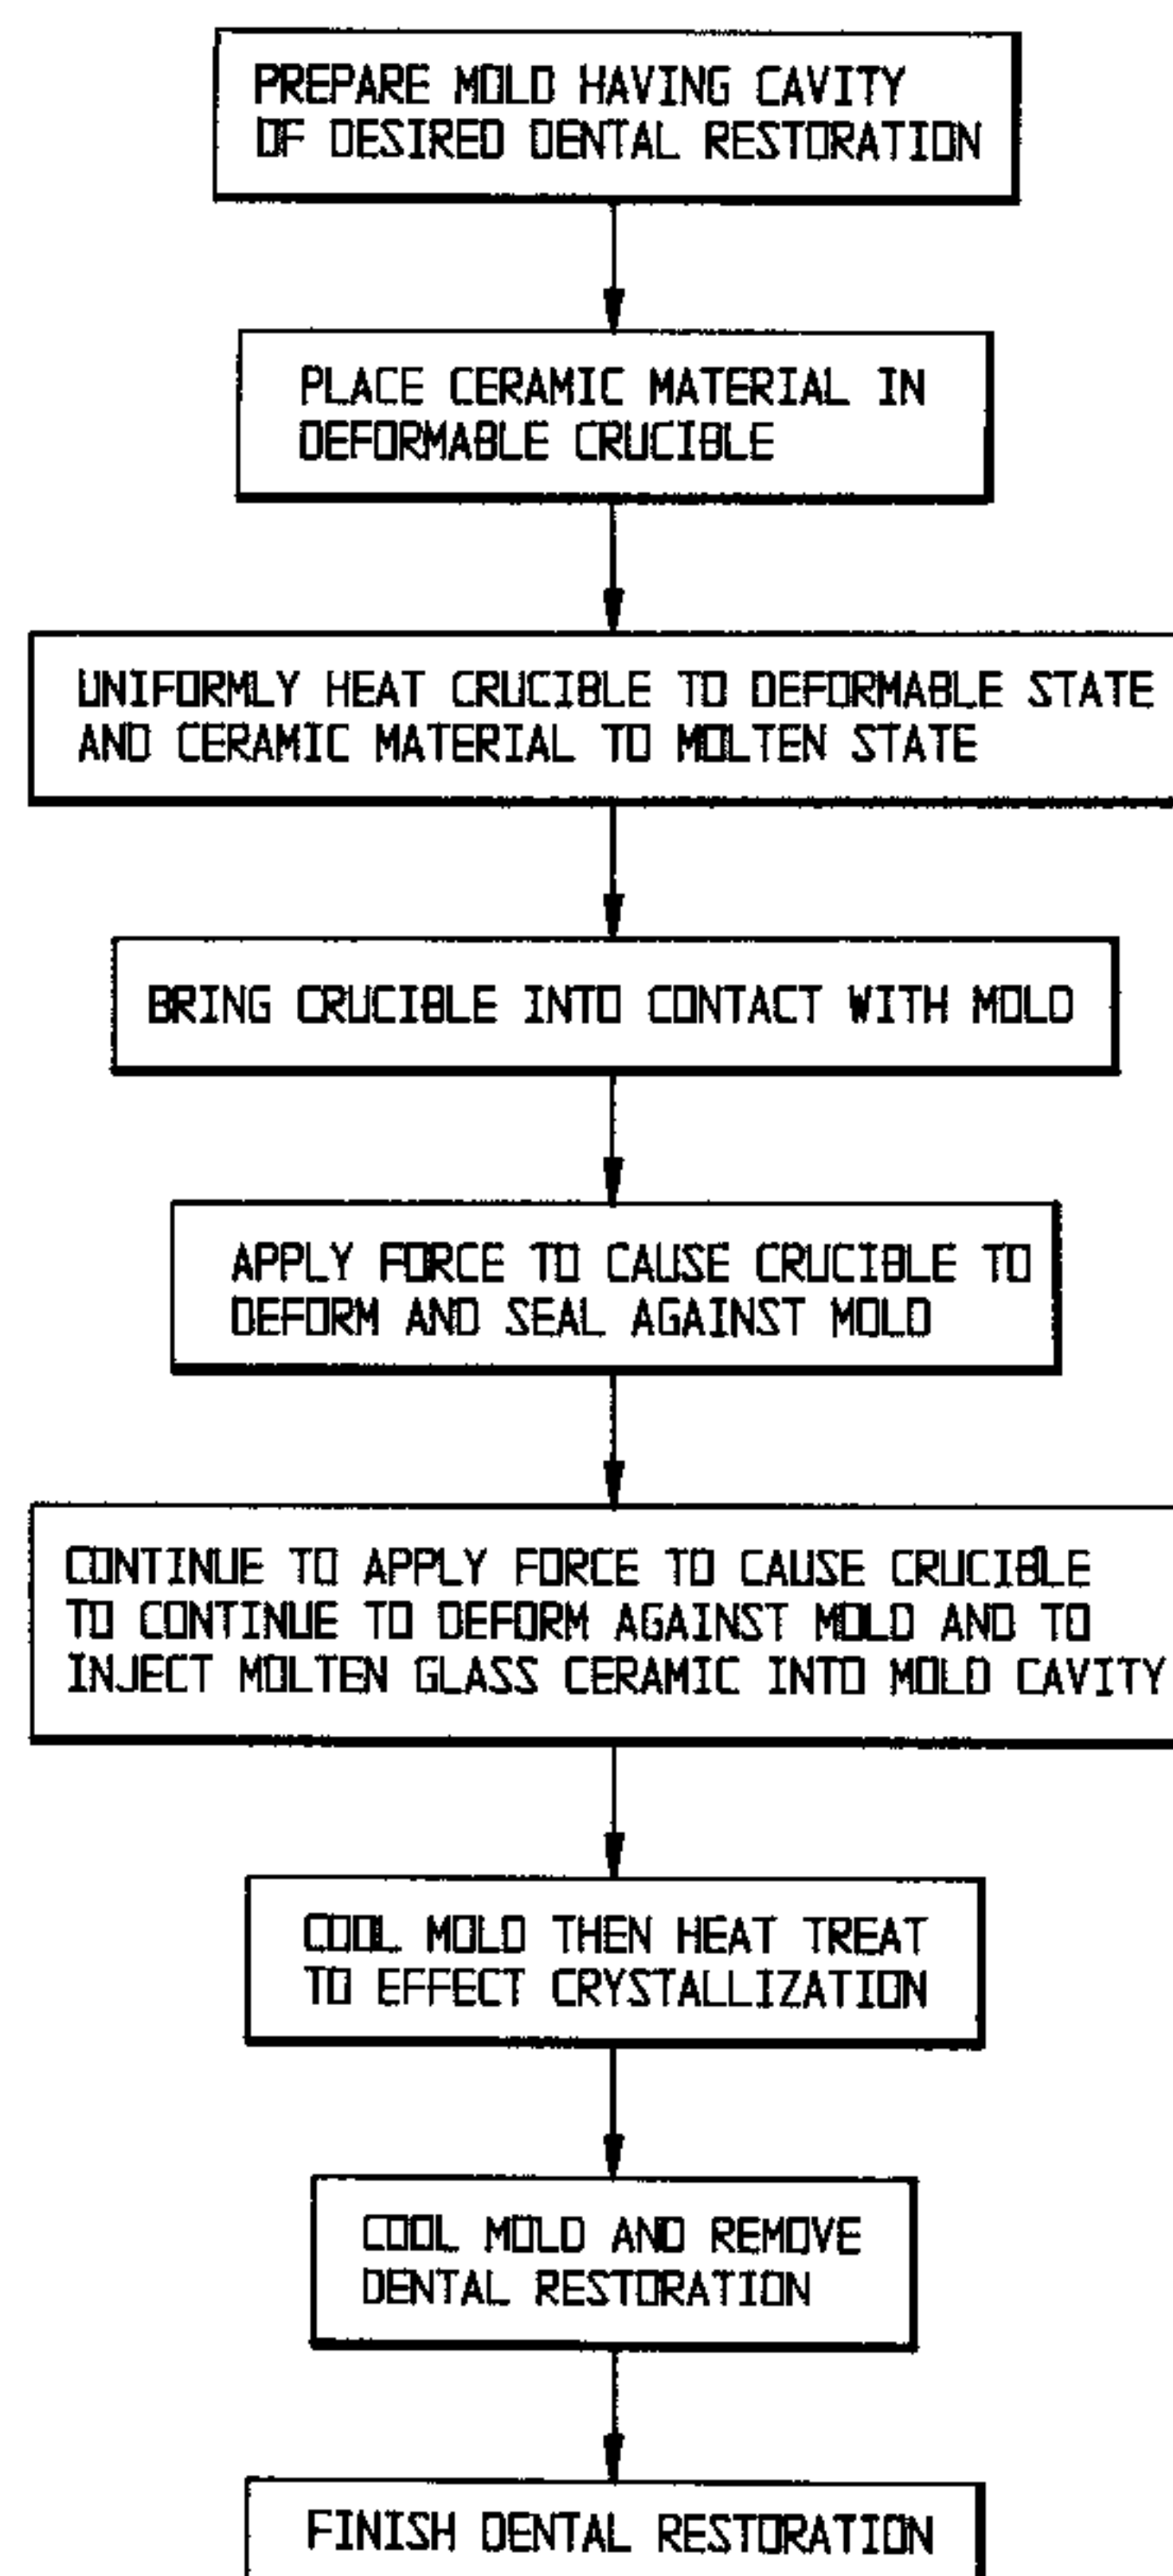 PREPARE MOLD HAVING CAVITY
OF DESIRED DENTAL RESTORATION
PLACE CERAMIC MATERIAL IN
DEFORMABLE CRUCIBLE
UNIFORMLY HEAT CRUCIBLE TO DEFORMABLE STATE
AND CERAMIC MATERIAL TO MOLTEN STATE
BRING CRUCIBLE INTO CONTACT WITH MOLD
APPLY FORCE TO CAUSE CRUCIBLE TO
DEFORM AND SEAL AGAINST MOLD
CONTINUE TO APPLY FORCE TO CAUSE CRUCIBLE
TO CONTINUE TO DEFORM AGAINST MOLD AND TO
INJECT MOLTEN GLASS CERAMIC INTO MOLD CAVITY
COOL MOLD THEN HEAT TREAT
TO EFFECT CRYSTALLIZATION
COOL MOLD AND REMOVE
DENTAL RESTORATION
FINISH DENTAL RESTORATION